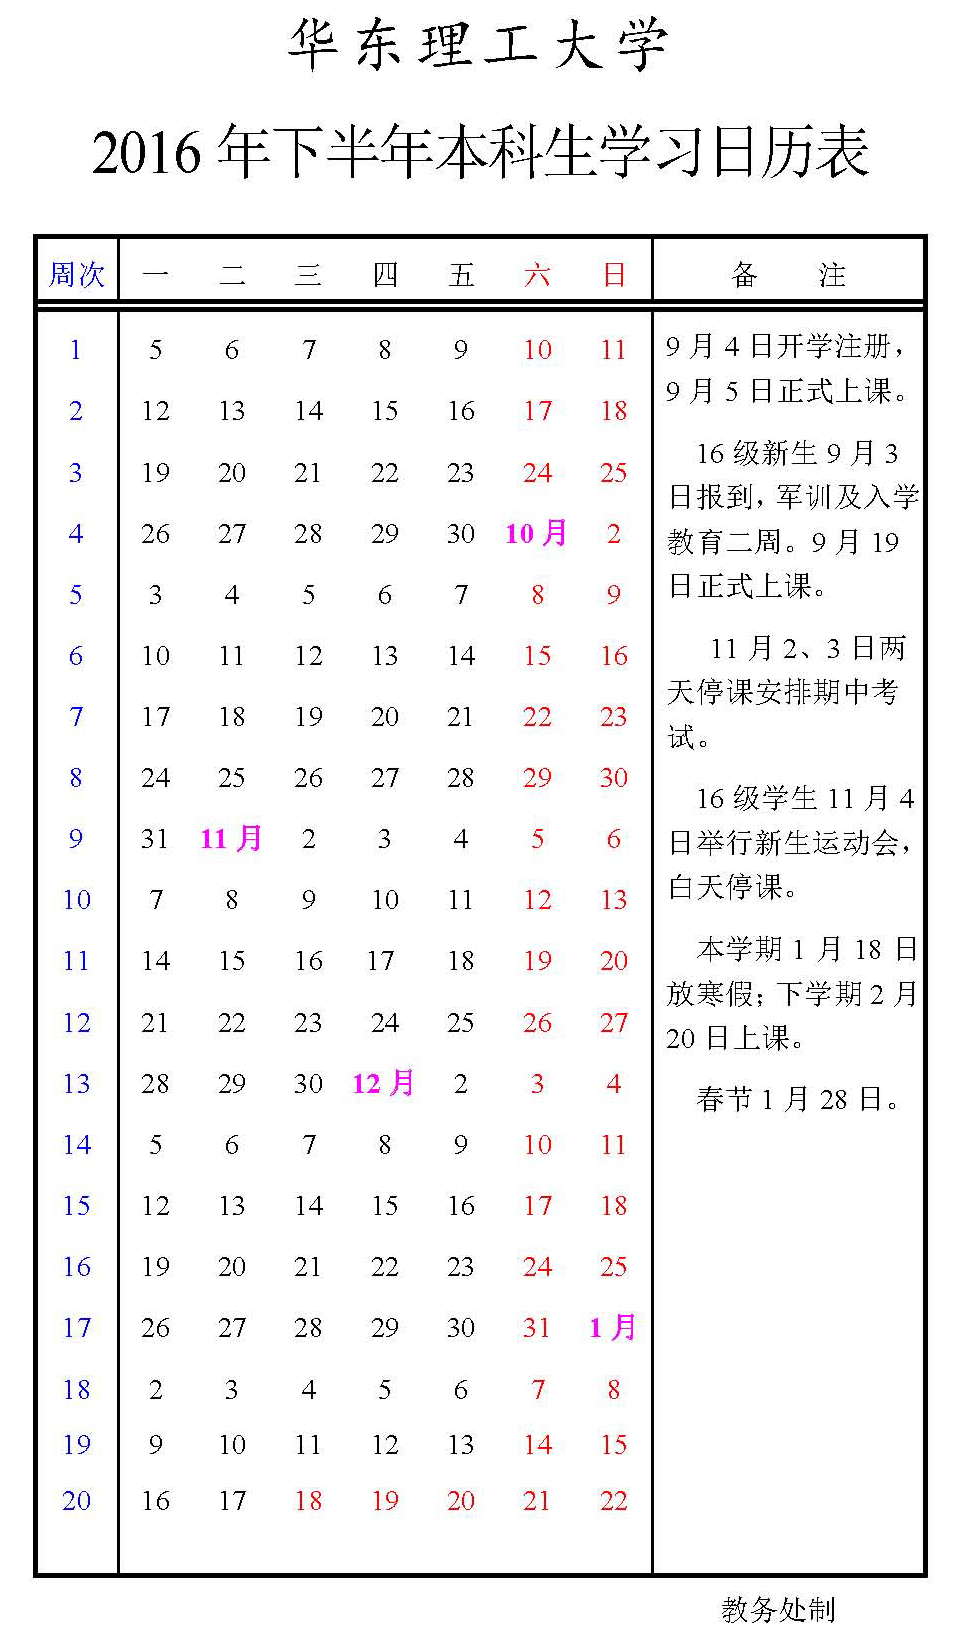 华东理工大学
2016 年下半年本科生学习日历表
周次 一 二 三 四 五 六 日 备 注
1 5 6 7 8 9 10 11
2 12 13 14 15 16 17 18
3 19 20 21 22 23 24 25
4 26 27 28 29 30 10 月 2
5 3 4 5 6 7 8 9
6 10 11 12 13 14 15 16
7 17 18 19 20 21 22 23
8 24 25 26 27 28 29 30
9 31 11 月 2 3 4 5 6
10 7 8 9 10 11 12 13
11 14 15 16 17 18 19 20
12 21 22 23 24 25 26 27
13 28 29 30 12 月 2 3 4
14 5 6 7 8 9 10 11
15 12 13 14 15 16 17 18
16 19 20 21 22 23 24 25
17 26 27 28 29 30 31 1 月
18 2 3 4 5 6 7 8
19 9 10 11 12 13 14 15
20 16 17 18 19 20 21 22
9 月 4 日开学注册，
9 月 5 日正式上课。
16 级新生 9 月 3
日报到，军训及入学
教育二周。9 月 19
日正式上课。
11 月 2、3 日两
天停课安排期中考
试。
16 级学生 11 月 4
日举行新生运动会，
白天停课。
本学期 1 月 18 日
放寒假；下学期 2 月
20 日上课。
春节 1 月 28 日。
教务处制